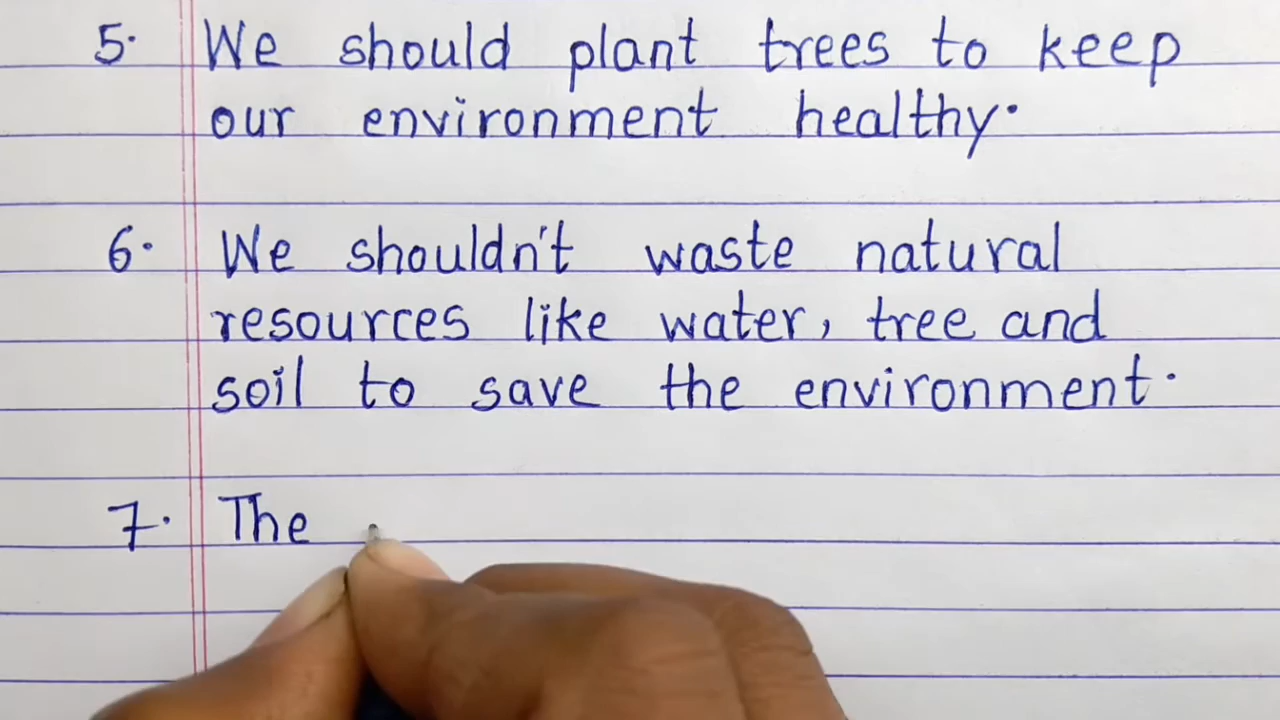 5. We should plant trees to keep
our environment healthy.
6. We shouldn't waste natural
resources like water, tree and
soil to save the environment.
7. The